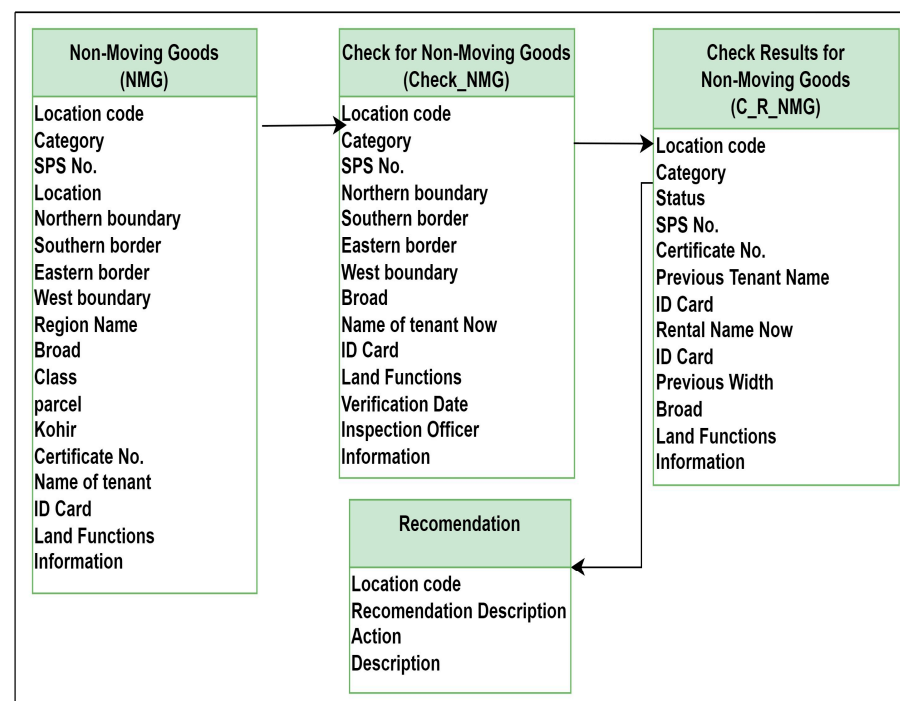 Non-Moving Goods
(NMG)
Location code
Category
SPS No.
Location
Northern boundary
Southern border
Eastern border
West boundary
Region Name
Broad
Class
parcel
Kohir
Certificate No.
Name of tenant
ID Card
Land Functions
Information
Check for Non-Moving Goods
(Check_NMG)
Location code
Category
SPS No.
Northern boundary
Southern border
Eastern border
West boundary
Broad
Name of tenant Now
ID Card
Land Functions
Verification Date
Inspection Officer
Information
Check Results for
Non-Moving Goods
(C_R_NMG)
Location code
Category
Status
SPS No.
Certificate No.
Previous Tenant Name
ID Card
Rental Name Now
ID Card
Previous Width
Broad
Land Functions
Information
Recomendation
Location code
Recomendation Description
Action
Description